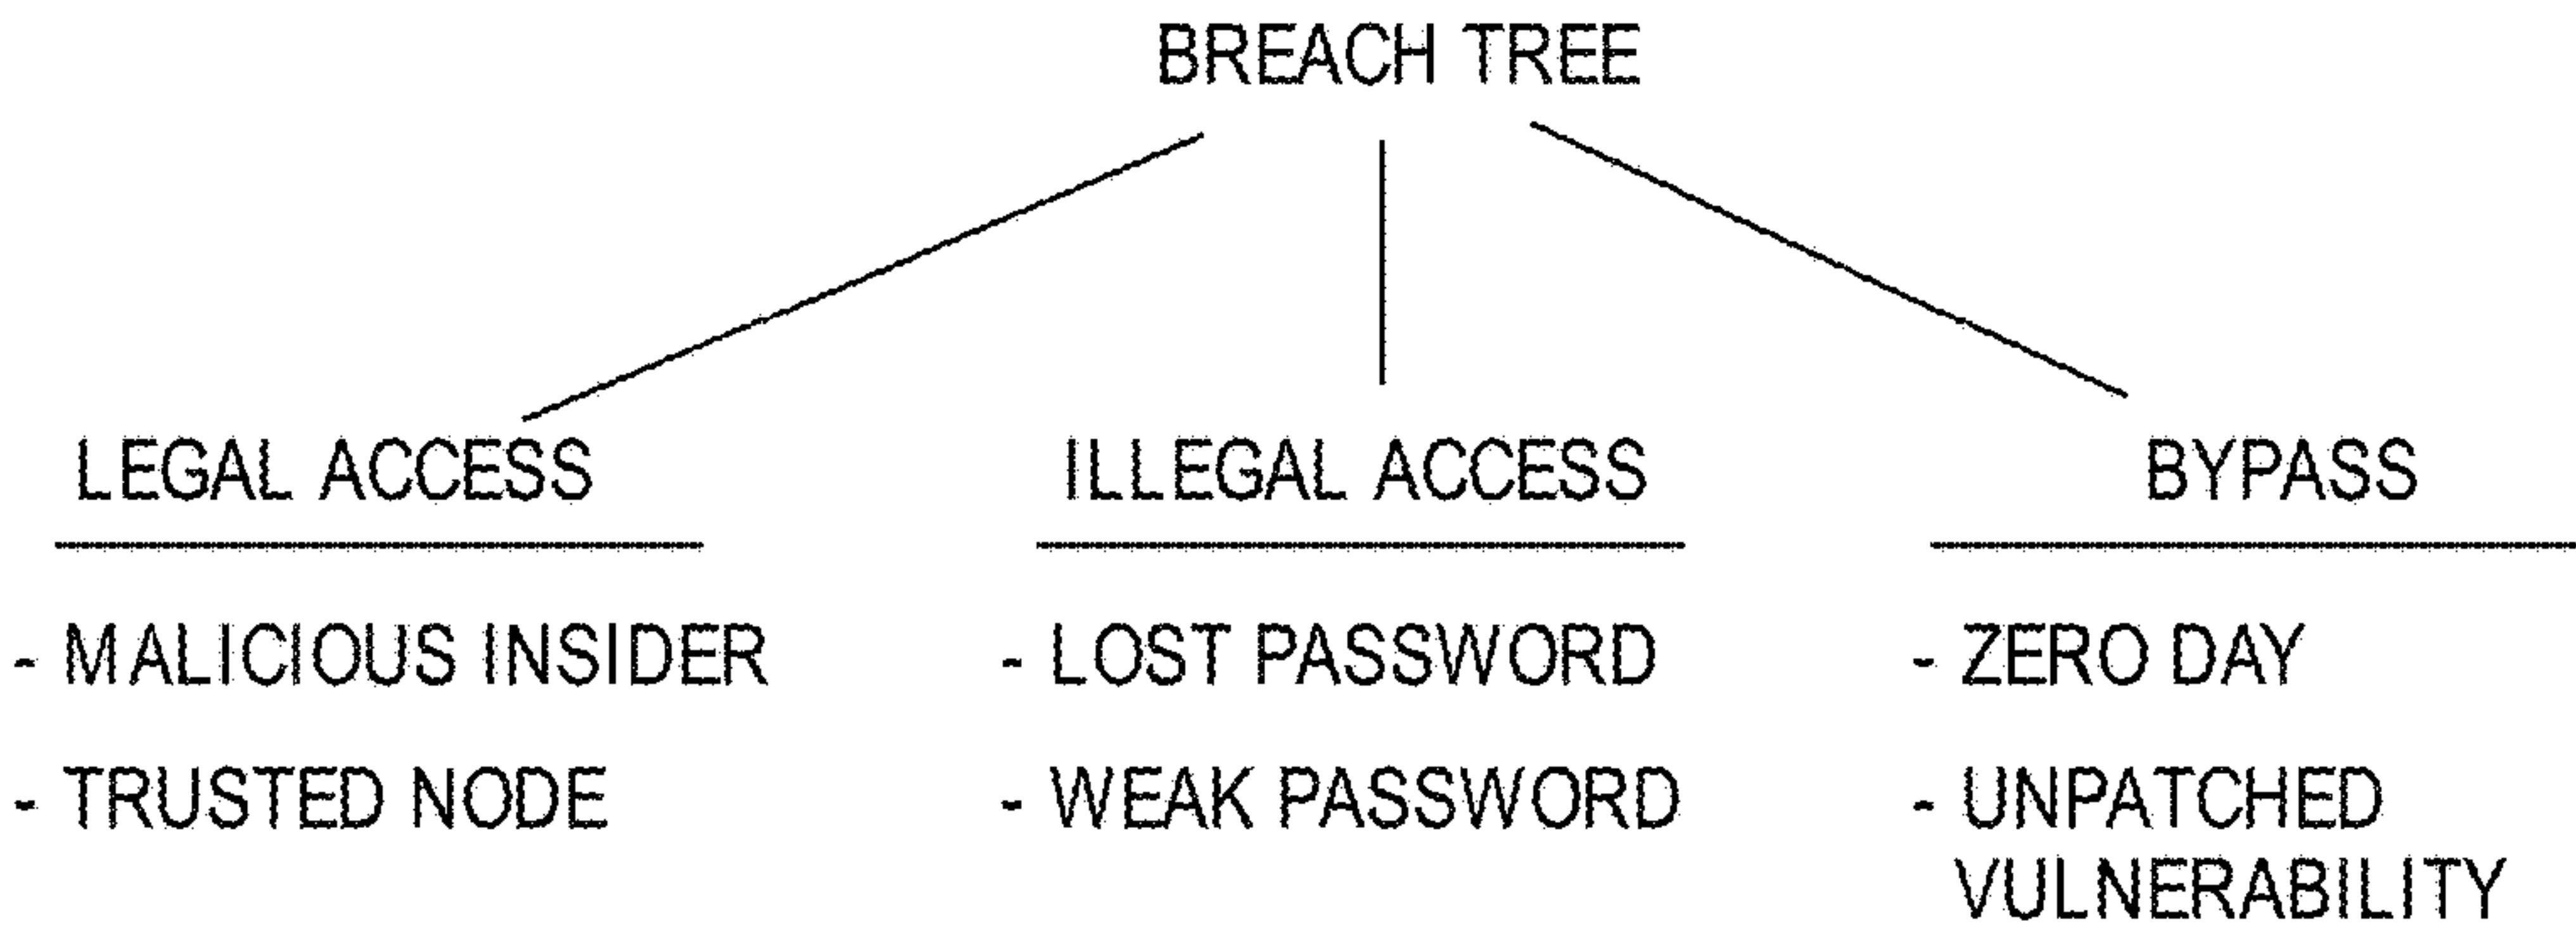 BREACH TREE
LEGAL ACCESS
- MALICIOUS INSIDER
- TRUSTED NODE
ILLEGAL ACCESS
- LOST PASSWORD
- WEAK PASSWORD
BYPASS
- ZERO DAY
- UNPATCHED
VULNERABILITY